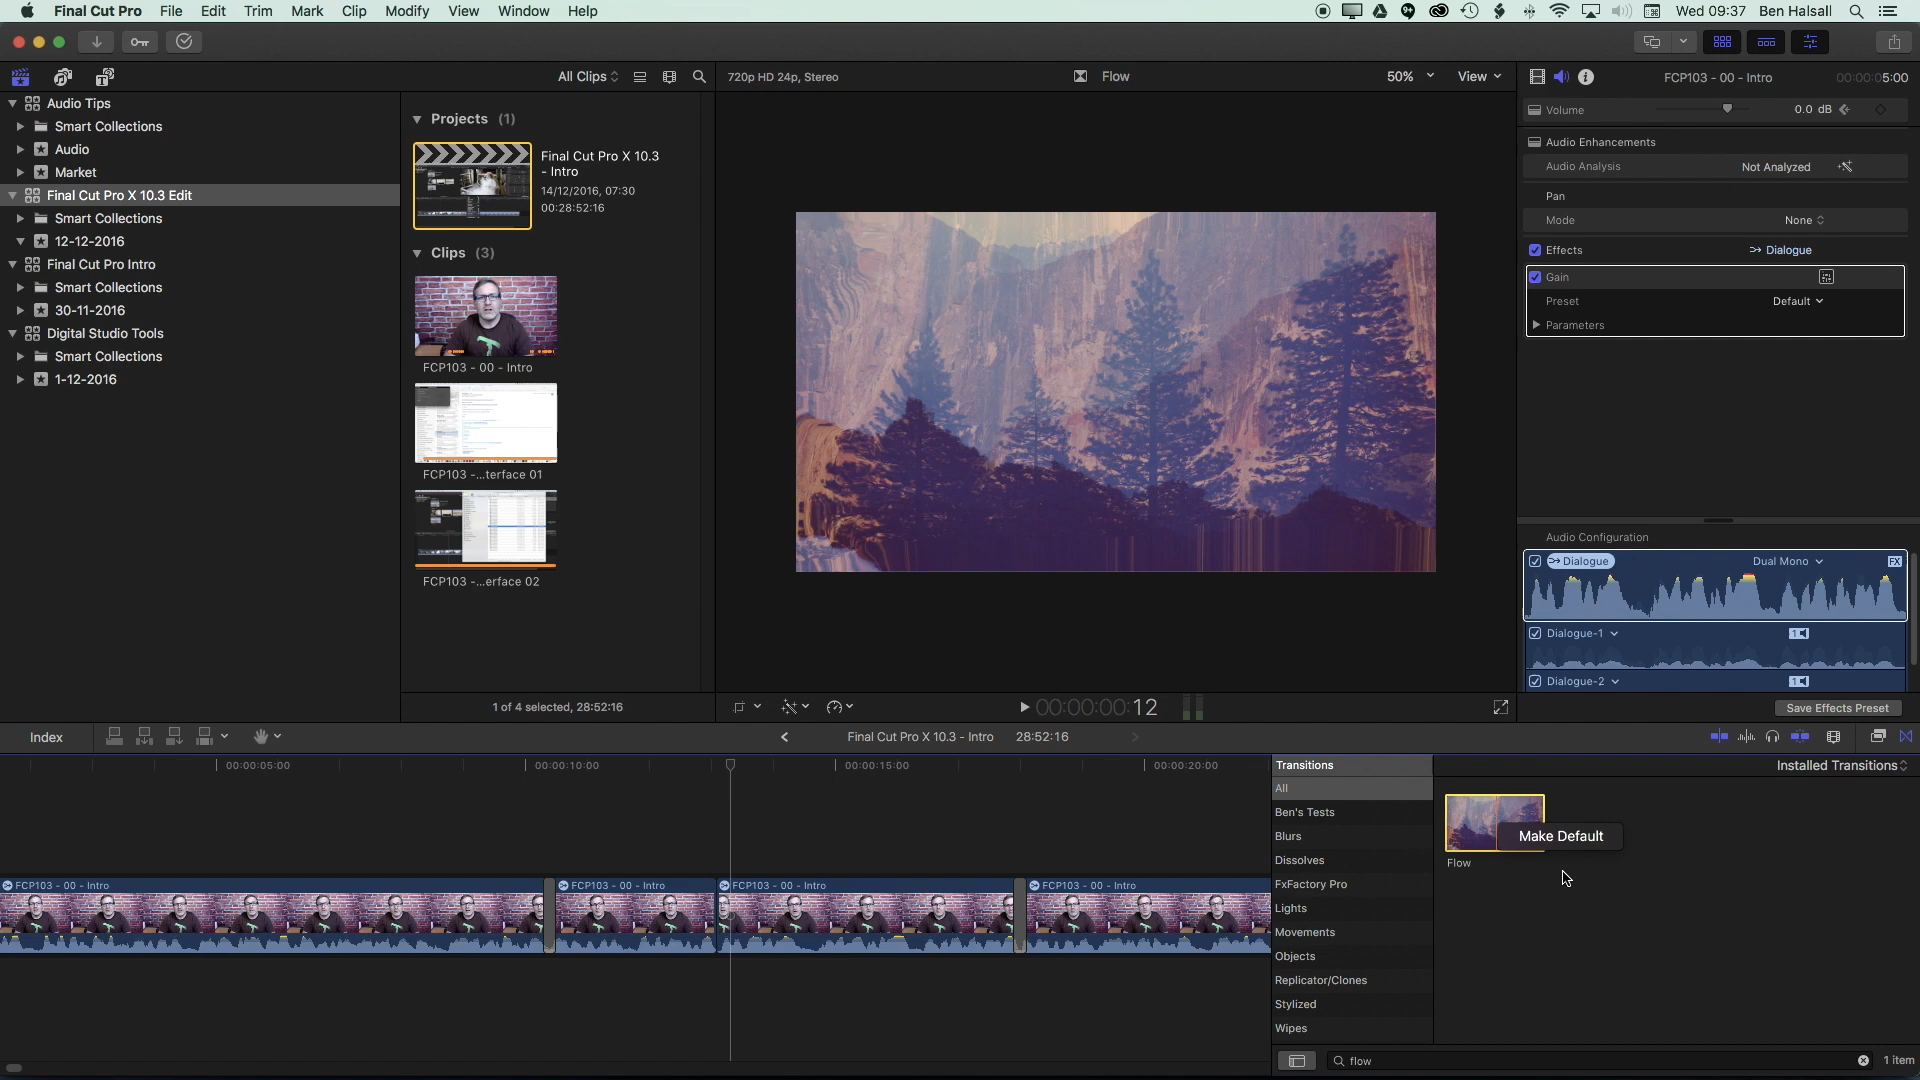 Final Cut Pro File Edit Trim Mark Clip Modify View Window Help
Wed 09:37 Ben Halsall
All Clips
720p HD 24p, Stereo
Flow
50%
View
FCP103 - 00 - Intro
00:00:05:00
Audio Tips
Smart Collections
Audio
Market
Final Cut Pro X 10.3 Edit
Smart Collections
12-12-2016
Final Cut Pro Intro
Smart Collections
30-11-2016
Digital Studio Tools
Smart Collections
1-12-2016
Projects (1)
Final Cut Pro X 10.3
- Intro
14/12/2016, 07:30
00:28:52:16
Clips (3)
FCP103 - 00 - Intro
FCP103 -...terface 01
FCP103 -...erface 02
1 of 4 selected, 28:52:16
00:00:00:12
Volume
0.0 dB
Audio Enhancements
Audio Analysis
Not Analyzed
Pan
Mode
None
Effects
Dialogue
Gain
Preset
Default
Parameters
Audio Configuration
Dialogue
Dual Mono
FX
Dialogue-1
1
Dialogue-2
1
Save Effects Preset
Index
Final Cut Pro X 10.3 - Intro
28:52:16
00:00:05:00
00:00:10:00
00:00:15:00
00:00:20:00
FCP103 - 00 - Intro
FCP103 - 00 - Intro
FCP103 - 00 - Intro
FCP103 - 00 - Intro
Transitions
Installed Transitions
All
Ben's Tests
Blurs
Dissolves
FxFactory Pro
Lights
Movements
Objects
Replicator/Clones
Stylized
Wipes
Make Default
Flow
flow
1 item